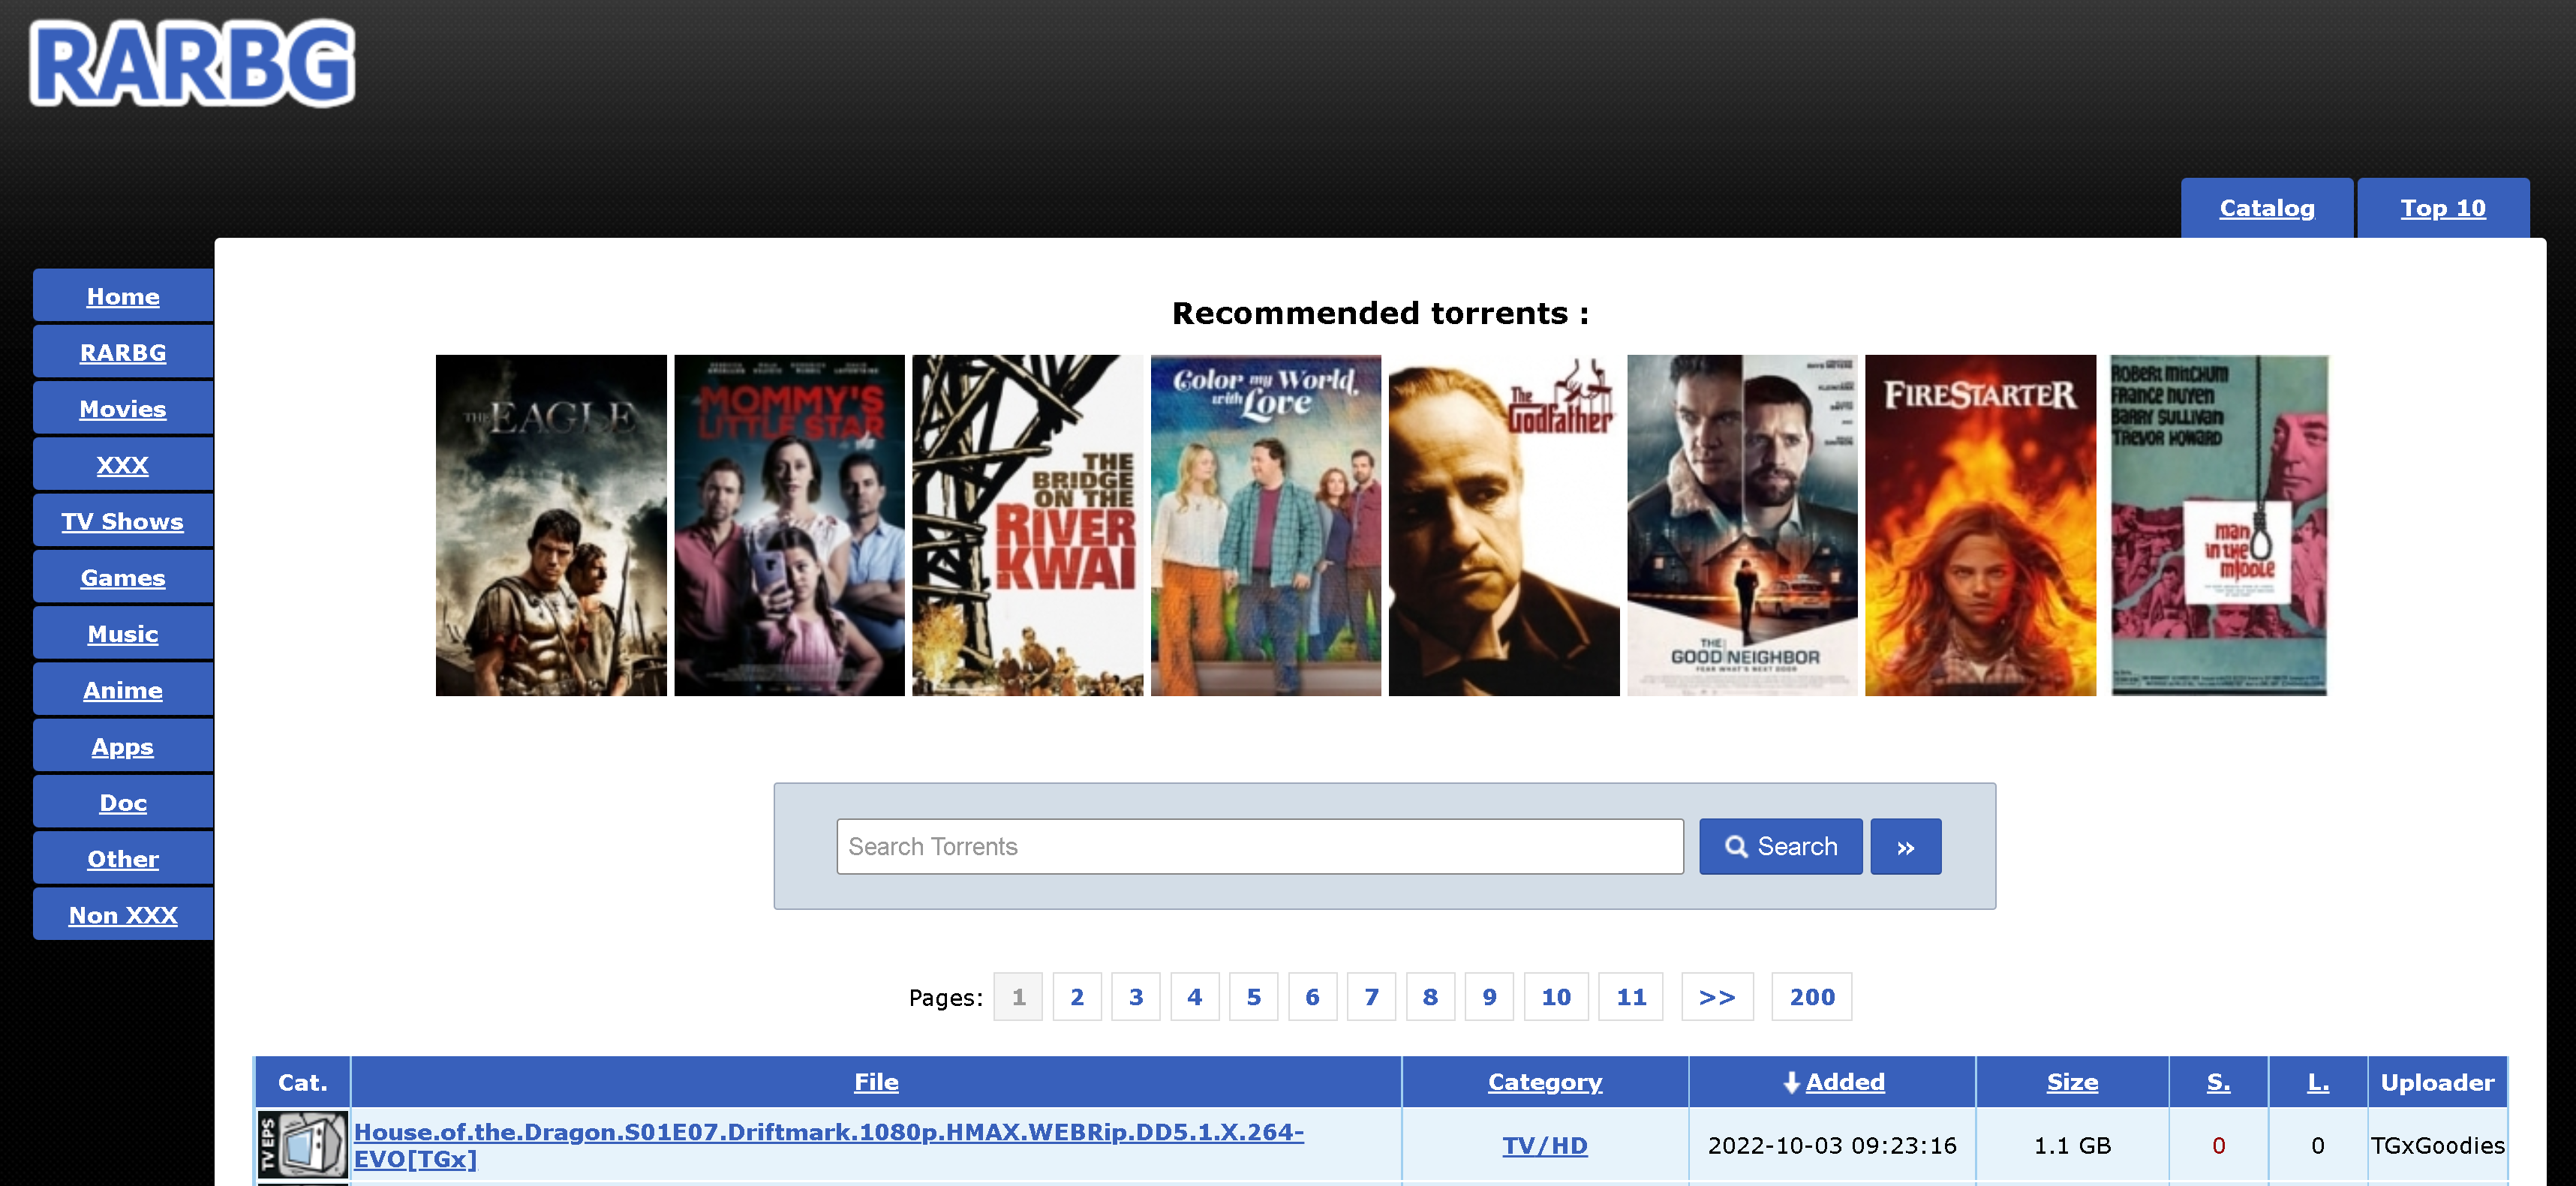 RARBG
Catalog
Top 10
Home
RARBG
Movies
XXX
TV Shows
Games
Music
Anime
Apps
Doc
Other
Non XXX
Recommended torrents :
THE EAGLE
MOMMY'S
LITTLE STAR
THE
BRIDGE
ON THE
RIVER
KWAI
Color my World,
with Love
The
Godfather
THE
GOOD NEIGHBOR
FEAR WHAT'S NEXT DOOR
FIRESTARTER
ROBERT MITCHUM
FRANCE NUYEN
BARRY SULLIVAN
TREVOR HOWARD
man
in the
middle
Search Torrents
Search
»
Pages: 1 2 3 4 5 6 7 8 9 10 11 >> 200
Cat. File Category Added Size S. L. Uploader
TV EPS
House.of.the.Dragon.S01E07.Driftmark.1080p.HMAX.WEBRip.DD5.1.X.264-
EVO[TGx]
TV/HD 2022-10-03 09:23:16 1.1 GB 0 0 TGxGoodies